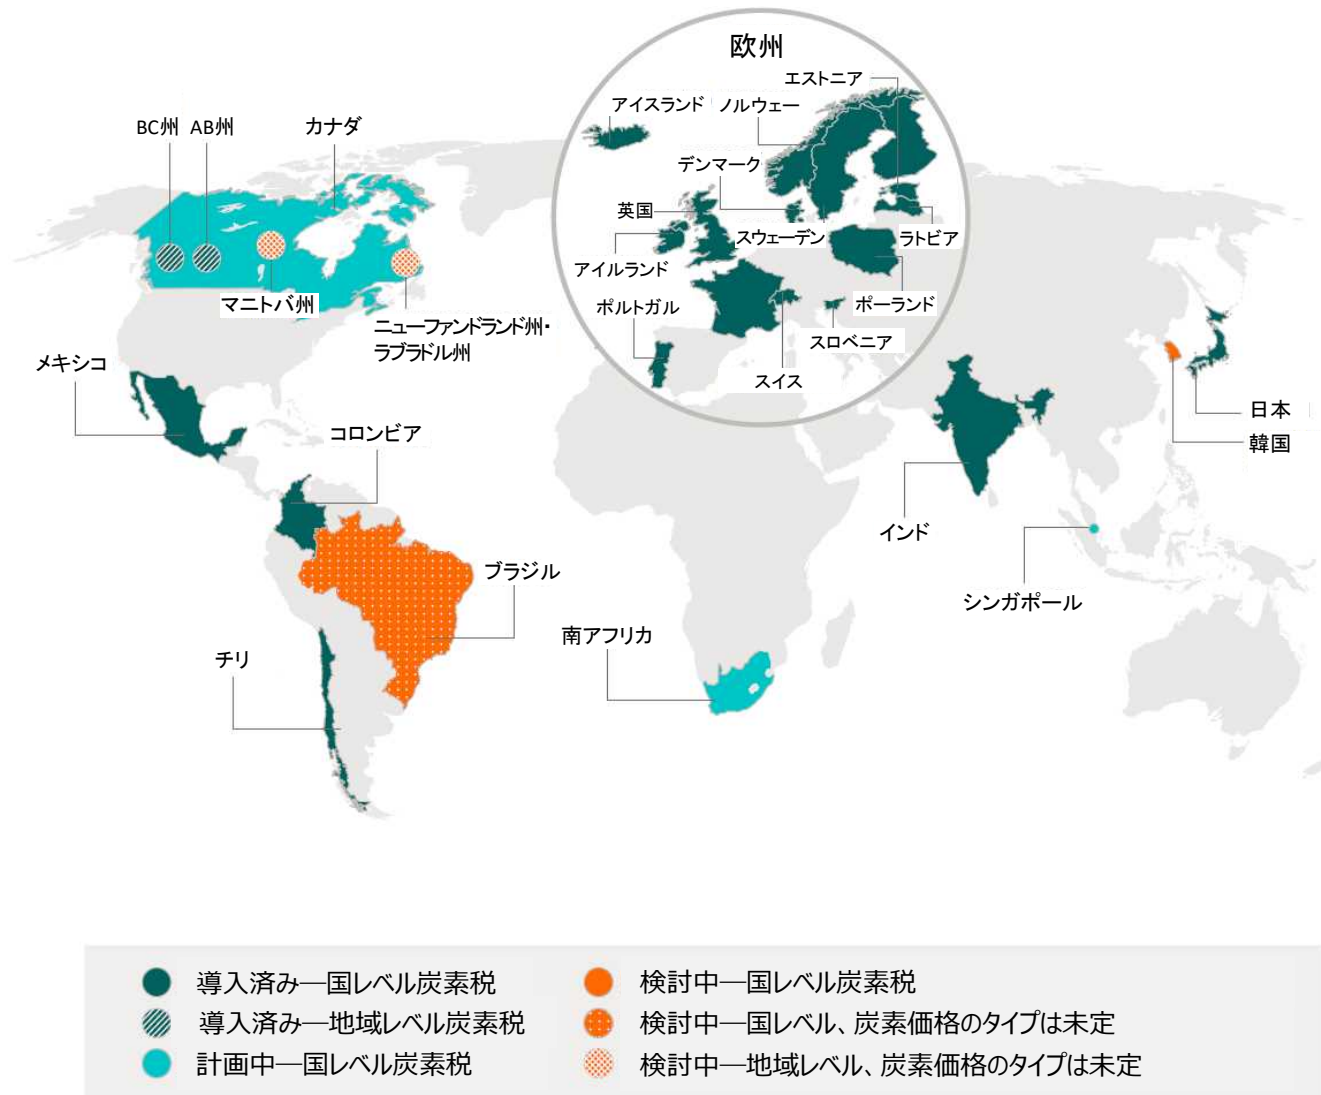 欧州
エストニア
アイスランド
ノルウェー
BC州
AB州
カナダ
デンマーク
英国
スウェーデン
ラトビア
アイルランド
マニトバ州
ポルトガル
ポーランド
ニューファンドランド州・
ラブラドル州
スロベニア
メキシコ
スイス
日本
コロンビア
韓国
インド
ブラジル
シンガポール
南アフリカ
チリ
導入済み―国レベル炭素税
導入済み―地域レベル炭素税
計画中―国レベル炭素税
検討中―国レベル炭素税
検討中―国レベル、炭素価格のタイプは未定
検討中―地域レベル、炭素価格のタイプは未定